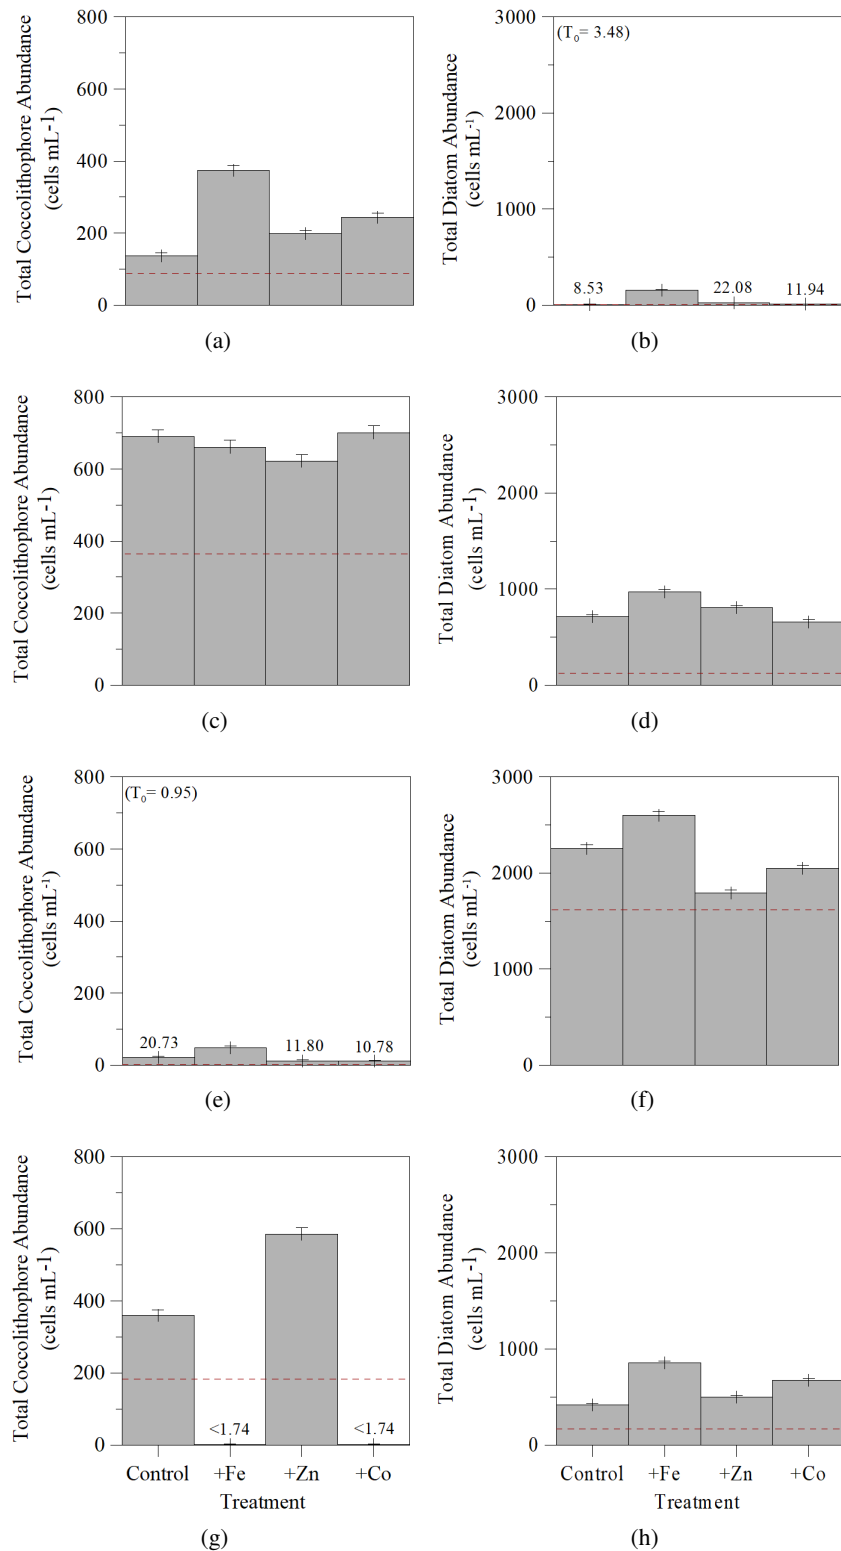 Total Coccolithophore Abundance
(cells mL-1)
800
600
400
200
0
(a)
Total Diatom Abundance
(cells mL-1)
3000
2000
1000
0
(T0= 3.48)
8.53
22.08
11.94
(b)
Total Coccolithophore Abundance
(cells mL-1)
800
600
400
200
0
(c)
Total Diatom Abundance
(cells mL-1)
3000
2000
1000
0
(d)
Total Coccolithophore Abundance
(cells mL-1)
800
600
400
200
0
(T0= 0.95)
20.73
11.80
10.78
(e)
Total Diatom Abundance
(cells mL-1)
3000
2000
1000
0
(f)
Total Coccolithophore Abundance
(cells mL-1)
800
600
400
200
0
<1.74
<1.74
Control +Fe +Zn +Co
Treatment
(g)
Total Diatom Abundance
(cells mL-1)
3000
2000
1000
0
Control +Fe +Zn +Co
Treatment
(h)